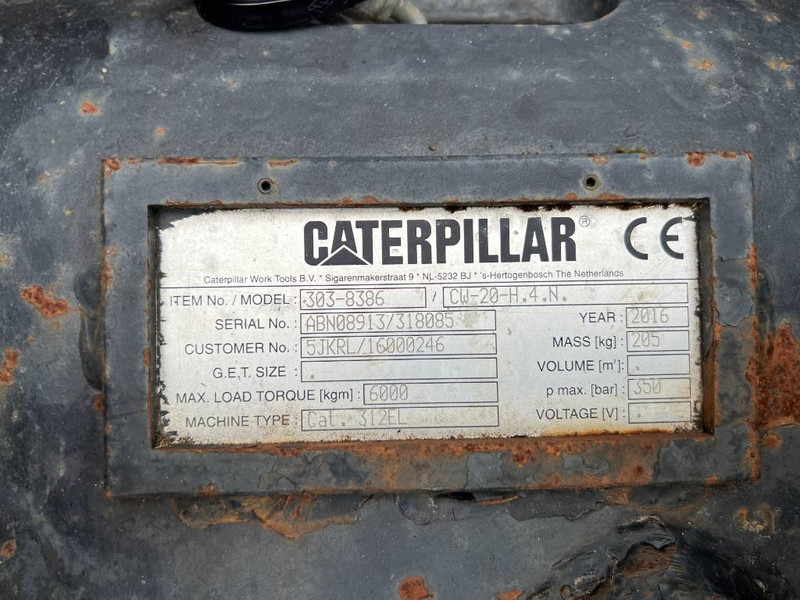 CATERPILLAR® CE
Caterpillar Work Tools B.V. * Sigarenmakerstraat 9 * NL-5232 BJ * 's-Hertogenbosch The Netherlands
ITEM No. / MODEL : 303-8386 / CW-20-H.4.N.
SERIAL No. : ABN08913/318085 YEAR : 2016
CUSTOMER No. : 5JKRL/16000246 MASS [kg] : 205
G.E.T. SIZE : . VOLUME [m³] : .
MAX. LOAD TORQUE [kgm] : 6000 p max. [bar] : 350
MACHINE TYPE : Cat. 312EL VOLTAGE [V] : .